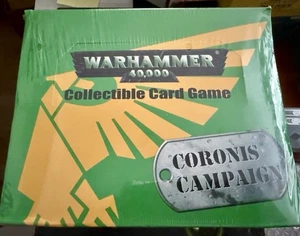 WARHAMMER
40,000
Collectible Card Game
CORONIS
CAMPAIGN